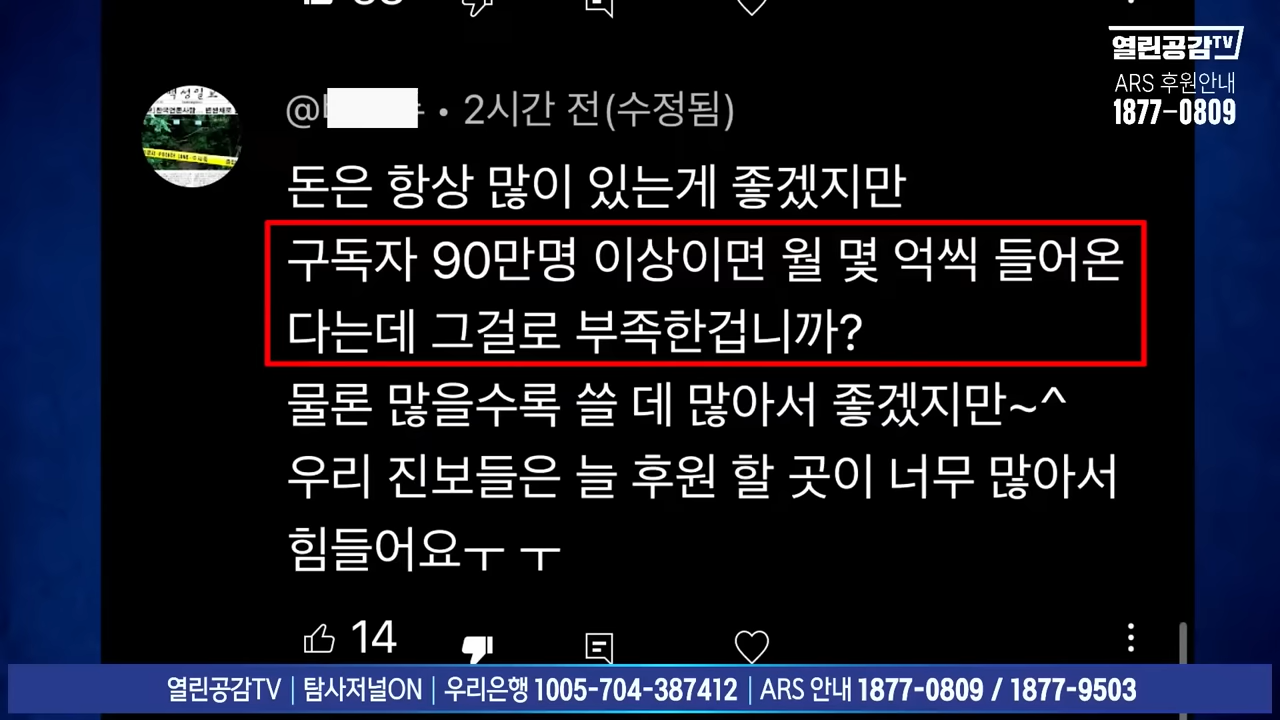 열린공감TV
ARS 후원안내
1877-0809
• 2시간 전(수정됨)
돈은 항상 많이 있는게 좋겠지만
구독자 90만명 이상이면 월 몇 억씩 들어온
다는데 그걸로 부족한겁니까?
물론 많을수록 쓸 데 많아서 좋겠지만~^
우리 진보들은 늘 후원 할 곳이 너무 많아서
힘들어요ㅜ ㅜ
14
열린공감TV | 탐사저널ON | 우리은행 1005-704-387412 | ARS 안내 1877-0809 / 1877-9503